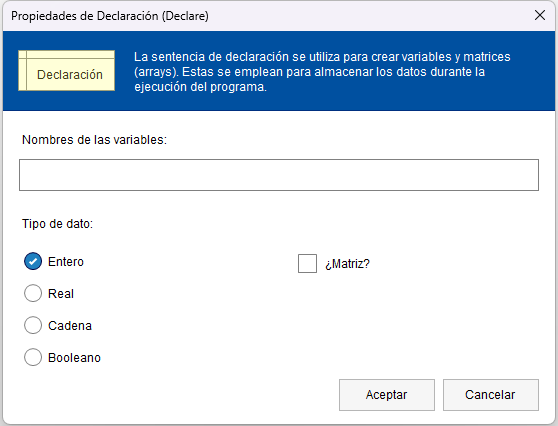 Propiedades de Declaración (Declare)
Declaración
La sentencia de declaración se utiliza para crear variables y matrices
(arrays). Estas se emplean para almacenar los datos durante la
ejecución del programa.
Nombres de las variables:
Tipo de dato:
Entero
¿Matriz?
Real
Cadena
Booleano
Aceptar
Cancelar